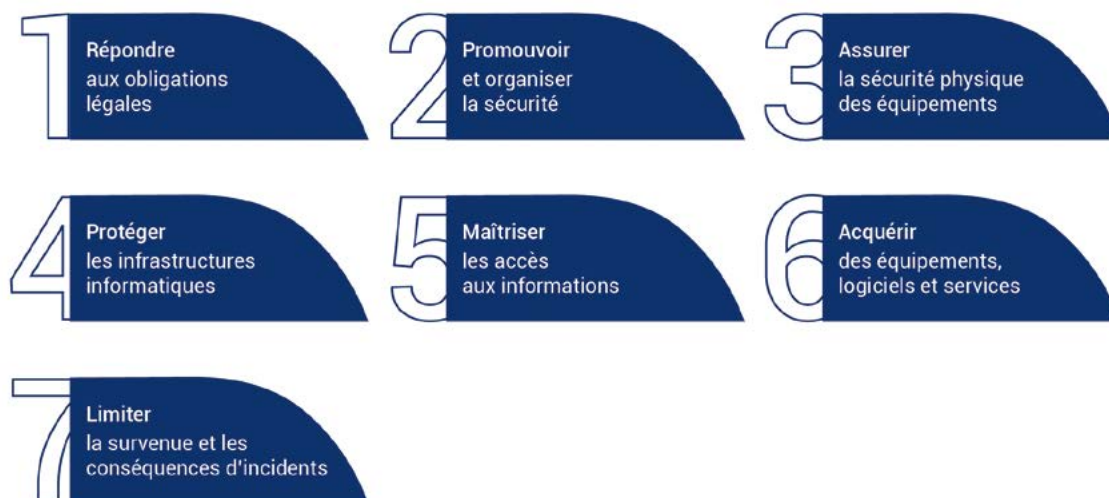 1
Répondre
aux obligations
légales
2
Promouvoir
et organiser
la sécurité
3
Assurer
la sécurité physique
des équipements
4
Protéger
les infrastructures
informatiques
5
Maîtriser
les accès
aux informations
6
Acquérir
des équipements,
logiciels et services
7
Limiter
la survenue et les
conséquences d'incidents